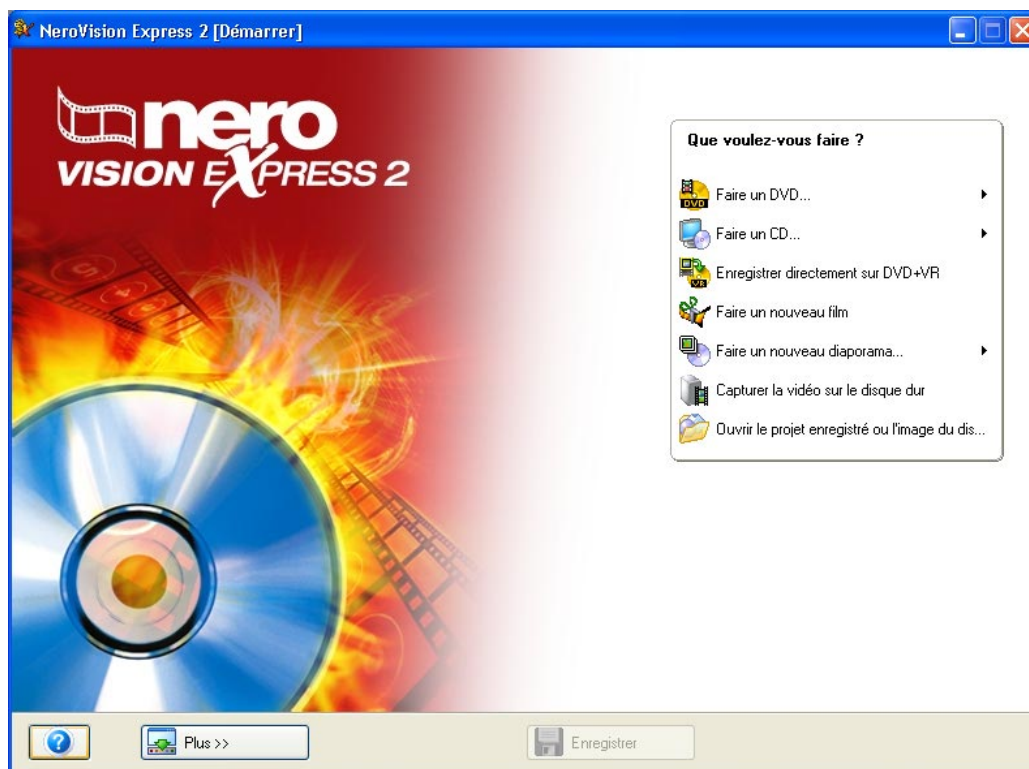 NeroVision Express 2 [Démarrer]
nero
VISION EXPRESS 2
Que voulez-vous faire ?
DVD
Faire un DVD...
Faire un CD...
VR
Enregistrer directement sur DVD+VR
Faire un nouveau film
Faire un nouveau diaporama...
Capturer la vidéo sur le disque dur
Ouvrir le projet enregistré ou l'image du dis...
Plus >>
Enregistrer